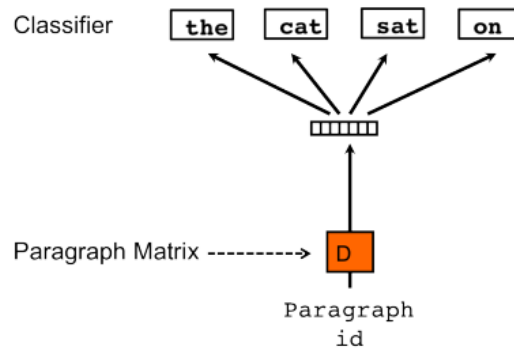 Classifier the cat sat on
Paragraph Matrix D
Paragraph
id